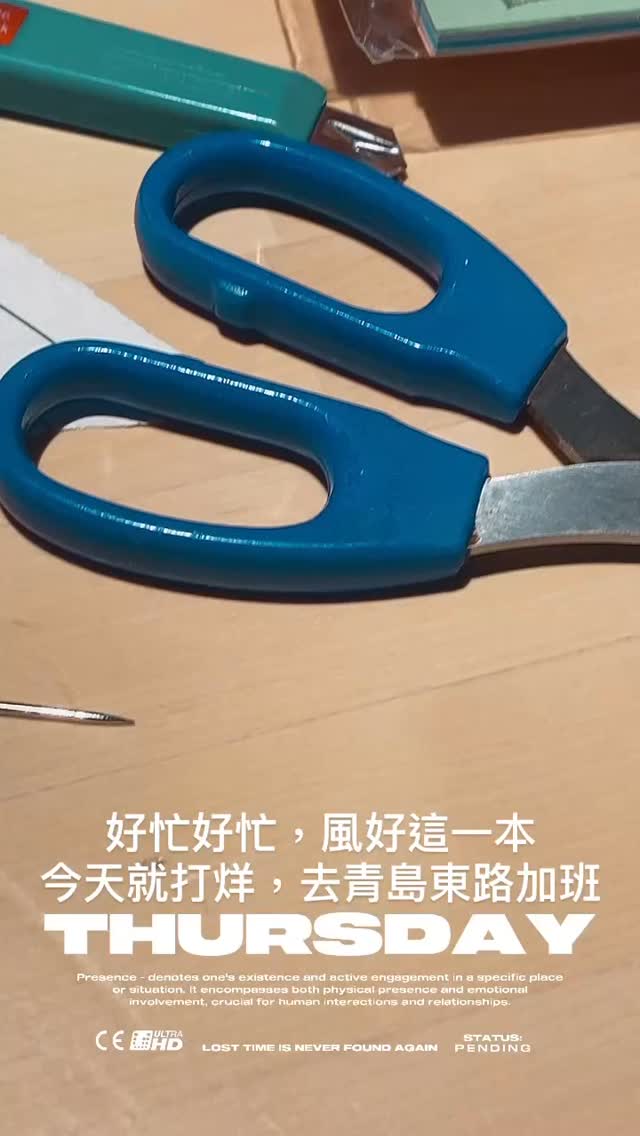 好忙好忙，風好這一本
今天就打烊，去青島東路加班
THURSDAY
Presence - denotes one's existence and active engagement in a specific place
or situation. It encompasses both physical presence and emotional
involvement, crucial for human interactions and relationships.
CE ULTRA HD LOST TIME IS NEVER FOUND AGAIN STATUS: PENDING